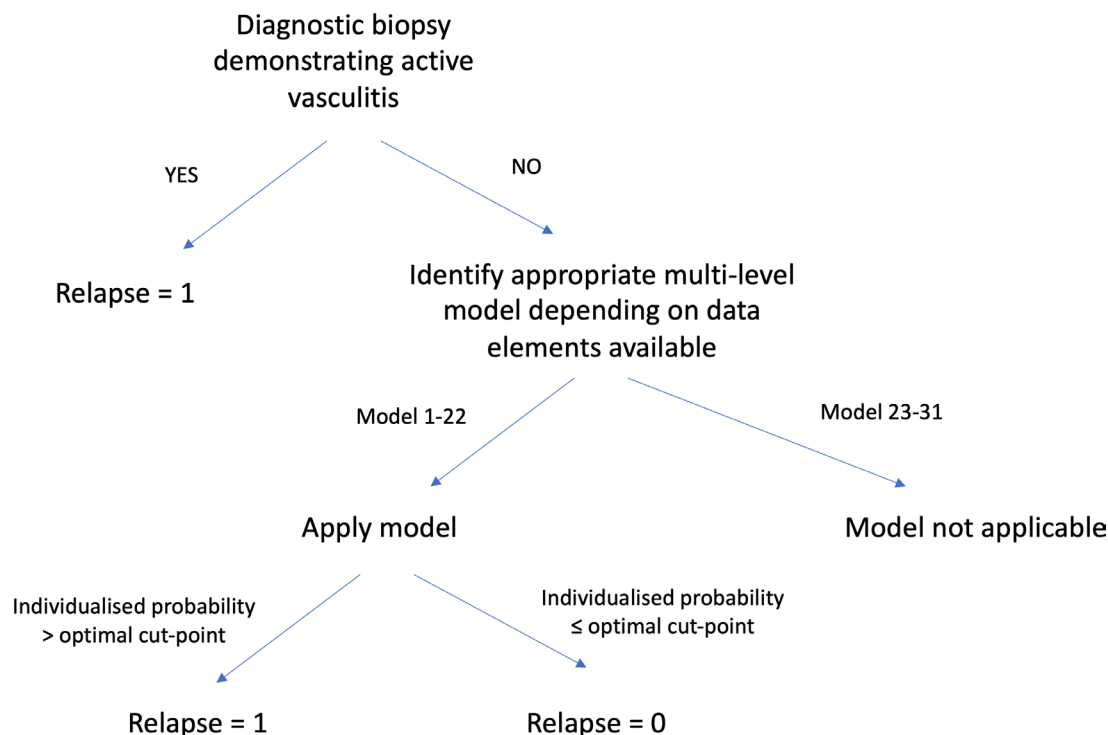 Diagnostic biopsy
demonstrating active
vasculitis
YES
NO
Relapse = 1
Identify appropriate multi-level
model depending on data
elements available
Model 1-22
Model 23-31
Apply model
Model not applicable
Individualised probability
> optimal cut-point
Individualised probability
≤ optimal cut-point
Relapse = 1
Relapse = 0